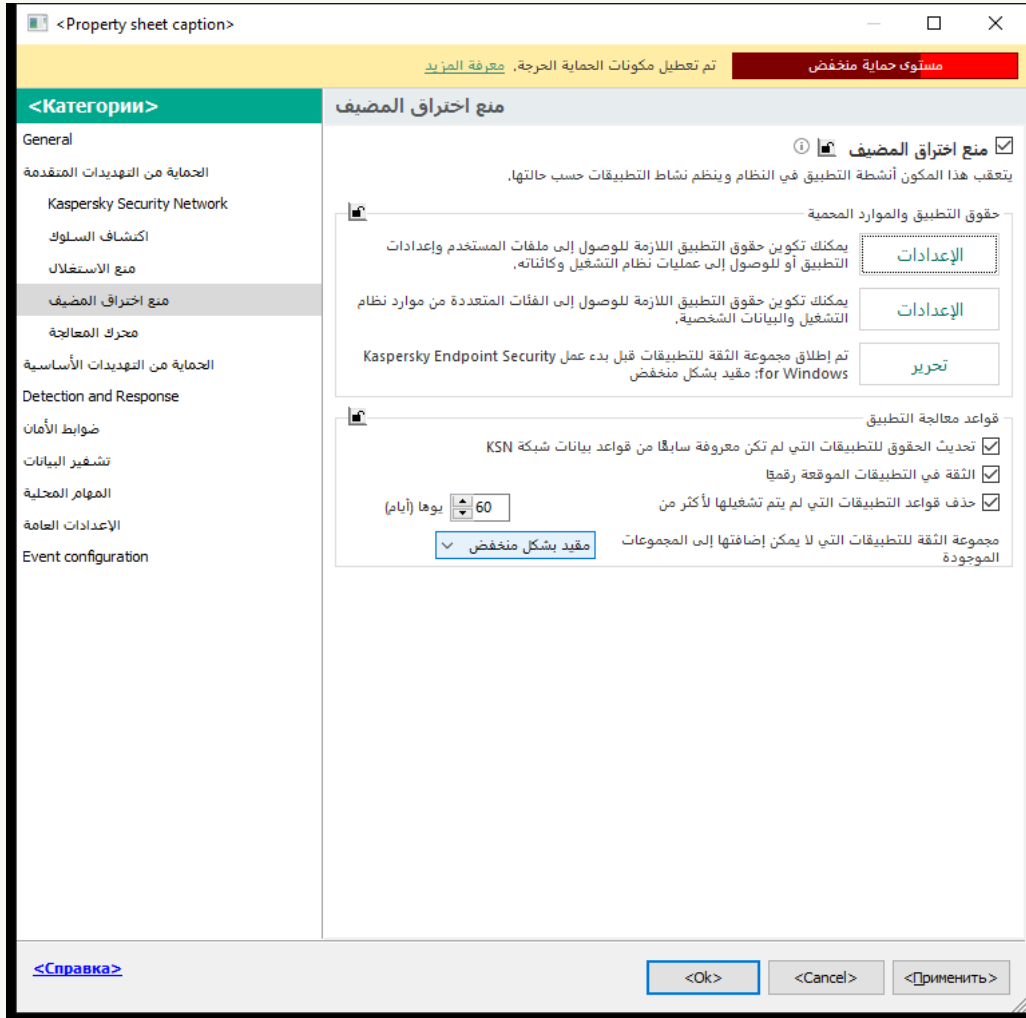 <Property sheet caption>
مستوى حماية منخفض
تم تعطيل مكونات الحماية الحرجة. معرفة المزيد
<Категории>
General
الحماية من التهديدات المتقدمة
Kaspersky Security Network
اكتشاف السلوك
منع الاستغلال
منع اختراق المضيف
محرك المعالجة
الحماية من التهديدات الأساسية
Detection and Response
ضوابط الأمان
تشفير البيانات
المهام المحلية
الإعدادات العامة
Event configuration
منع اختراق المضيف
منع اختراق المضيف
يتعقب هذا المكون أنشطة التطبيق في النظام وينظم نشاط التطبيقات حسب حالتها.
حقوق التطبيق والموارد المحمية
الإعدادات
يمكنك تكوين حقوق التطبيق اللازمة للوصول إلى ملفات المستخدم وإعدادات
التطبيق أو للوصول إلى عمليات نظام التشغيل وكائناته.
الإعدادات
يمكنك تكوين حقوق التطبيق اللازمة للوصول إلى الفئات المتعددة من موارد نظام
التشغيل والبيانات الشخصية.
تحرير
تم إطلاق مجموعة الثقة للتطبيقات قبل بدء عمل Kaspersky Endpoint Security
for Windows: مقيد بشكل منخفض
قواعد معالجة التطبيق
تحديث الحقوق للتطبيقات التي لم تكن معروفة سابقًا من قواعد بيانات شبكة KSN
الثقة في التطبيقات الموقعة رقميًا
حذف قواعد التطبيقات التي لم يتم تشغيلها لأكثر من 60 يوها (أيام)
مجموعة الثقة للتطبيقات التي لا يمكن إضافتها إلى المجموعات
الموجودة
مقيد بشكل منخفض
<Справка>
<Ok>
<Cancel>
<Применить>